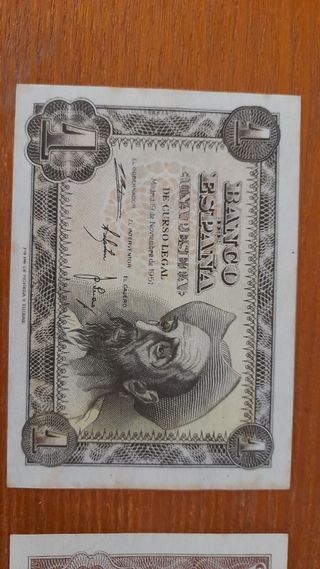 1
1
BANCO
DE
ESPAÑA
UNA PESETA
DE CURSO LEGAL
Madrid 19 de Noviembre de 1951
EL GOBERNADOR
EL INTERVENTOR
EL CAJERO
1
1